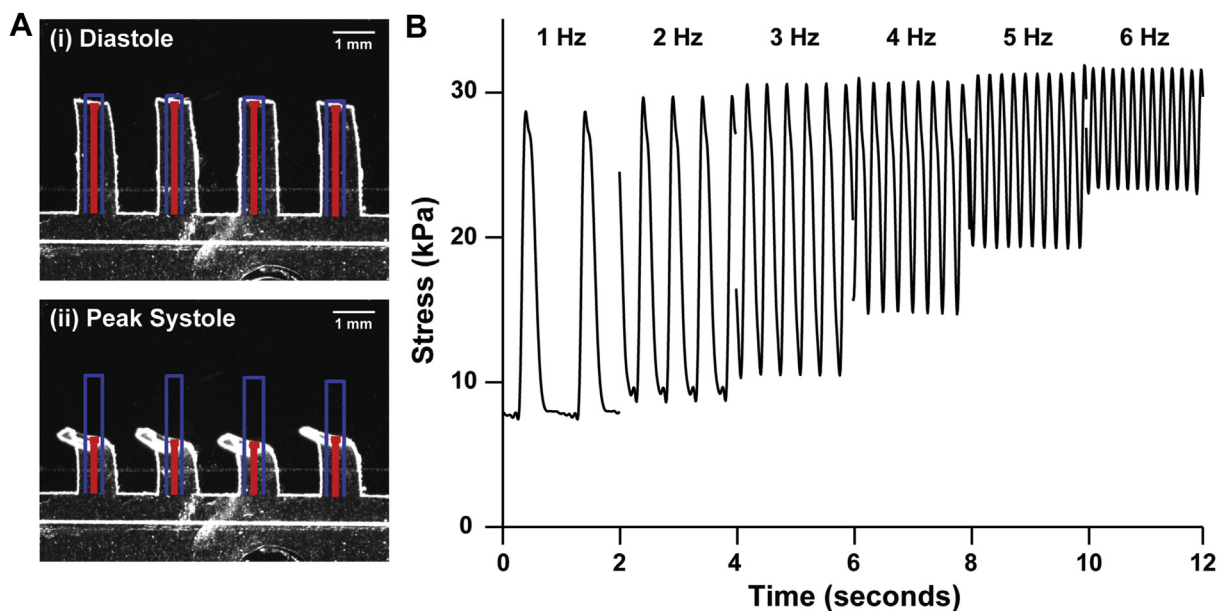 A
(i) Diastole
1 mm
(ii) Peak Systole
1 mm
B
1 Hz 2 Hz 3 Hz 4 Hz 5 Hz 6 Hz
Stress (kPa)
30
20
10
0
0 2 4 6 8 10 12
Time (seconds)